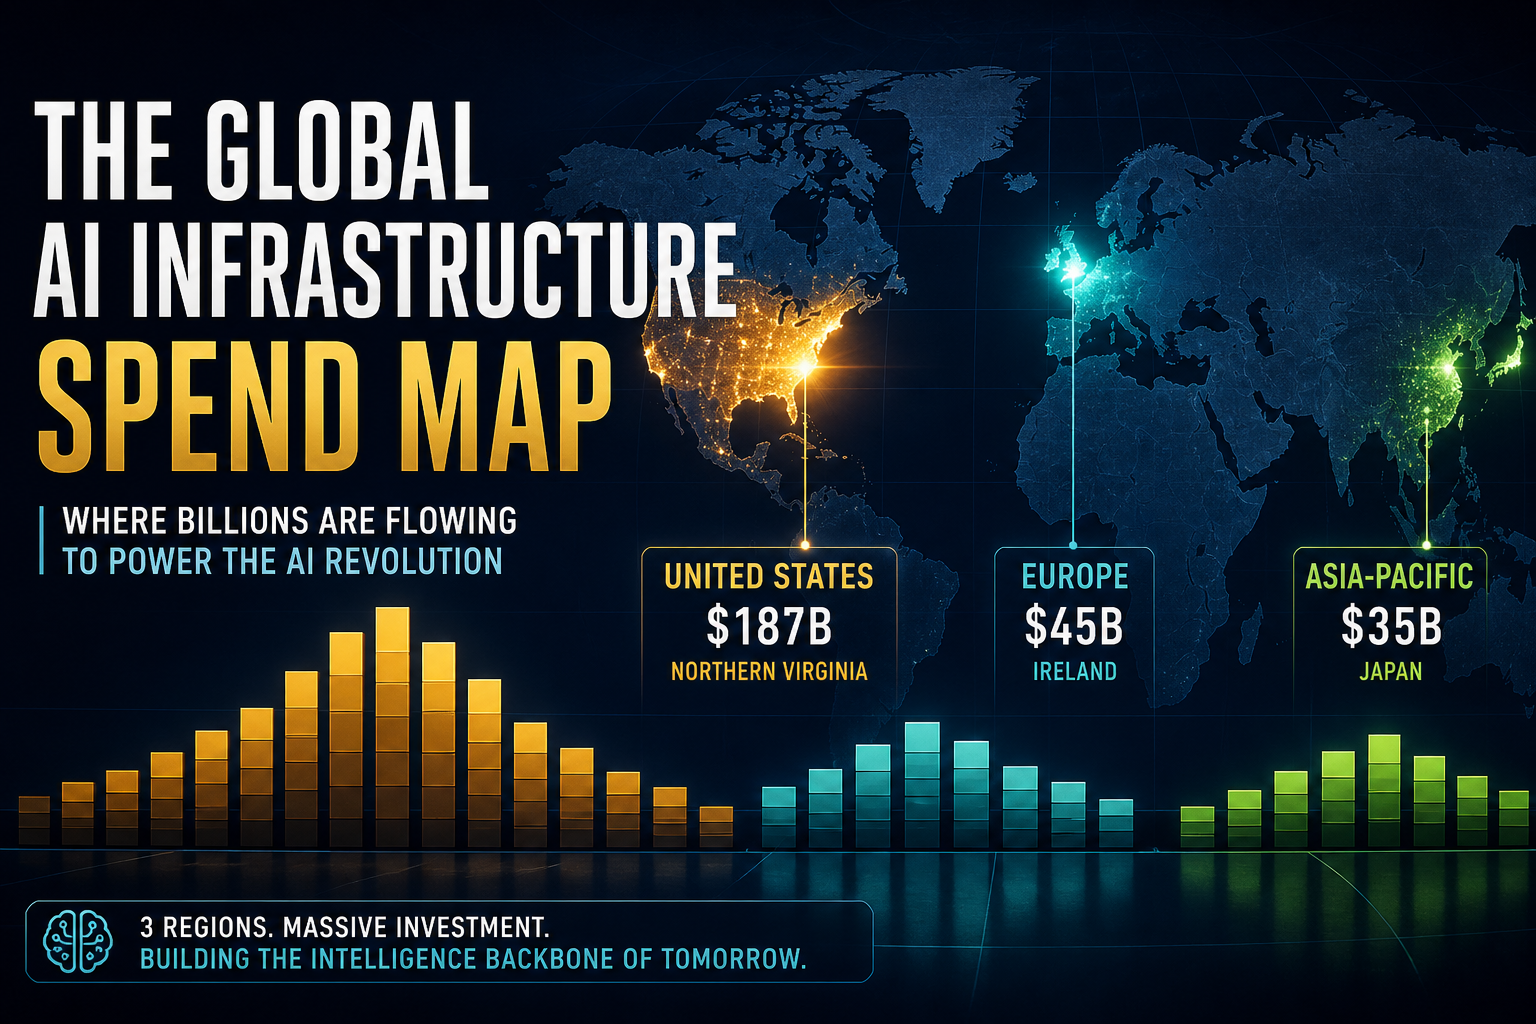 THE GLOBAL
AI INFRASTRUCTURE
SPEND MAP
WHERE BILLIONS ARE FLOWING
TO POWER THE AI REVOLUTION
UNITED STATES
$187B
NORTHERN VIRGINIA
EUROPE
$45B
IRELAND
ASIA-PACIFIC
$35B
JAPAN
3 REGIONS. MASSIVE INVESTMENT.
BUILDING THE INTELLIGENCE BACKBONE OF TOMORROW.